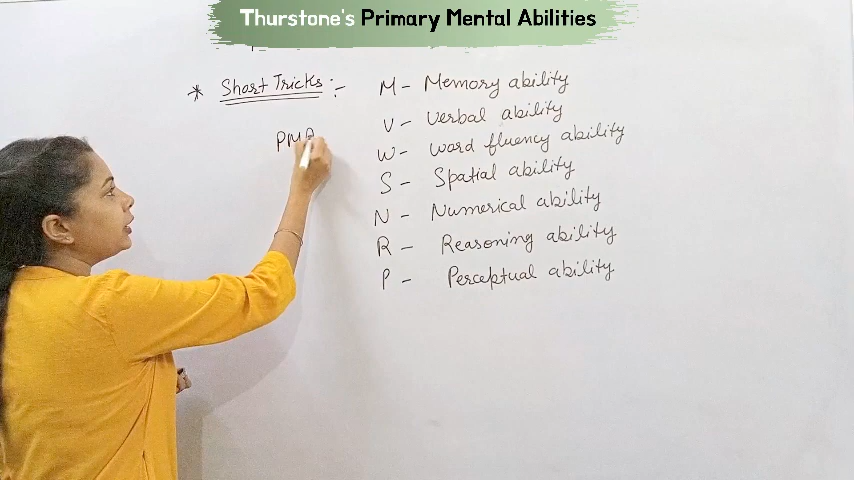 Thurstone's Primary Mental Abilities
* Short Tricks :-
PMA
M - Memory ability
V - Verbal ability
W - Word fluency ability
S - Spatial ability
N - Numerical ability
R - Reasoning ability
P - Perceptual ability